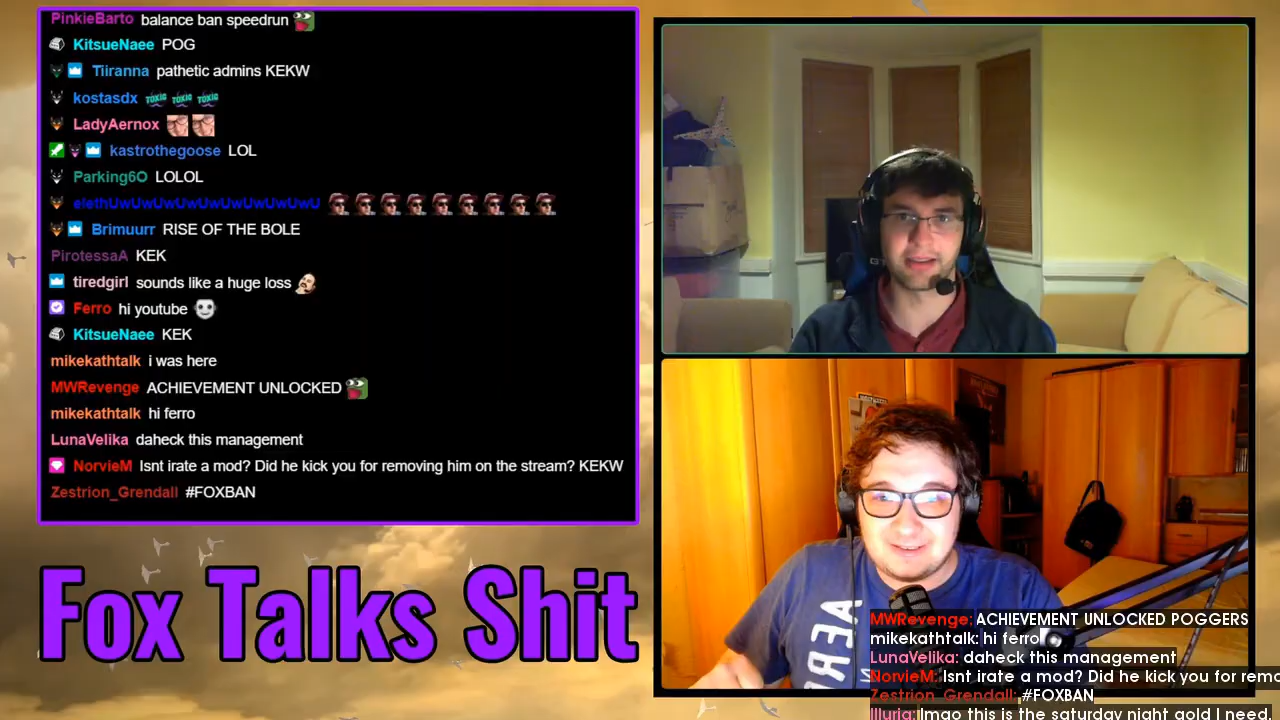 PinkieBarto balance ban speedrun
KitsueNaee POG
Tiiranna pathetic admins KEKW
kostasdx TOXIC TOXIC TOXIC
LadyAernox
kastrothegoose LOL
Parking6O LOLOL
elethUwUwUwUwUwUwUwUwUwU
Brimuurr RISE OF THE BOLE
PirotessaA KEK
tiredgirl sounds like a huge loss
Ferro hi youtube
KitsueNaee KEK
mikekathtalk i was here
MWRevenge ACHIEVEMENT UNLOCKED
mikekathtalk hi ferro
LunaVelika daheck this management
NorvieM Isnt irate a mod? Did he kick you for removing him on the stream? KEKW
Zestrion_Grendall #FOXBAN
Fox Talks Shit
AERO
MWRevenge: ACHIEVEMENT UNLOCKED POGGERS
mikekathtalk: hi ferro
LunaVelika: daheck this management
NorvieM: Isnt irate a mod? Did he kick you for remo
Zestrion_Grendall: #FOXBAN
Illuria: lmao this is the saturday night gold I need